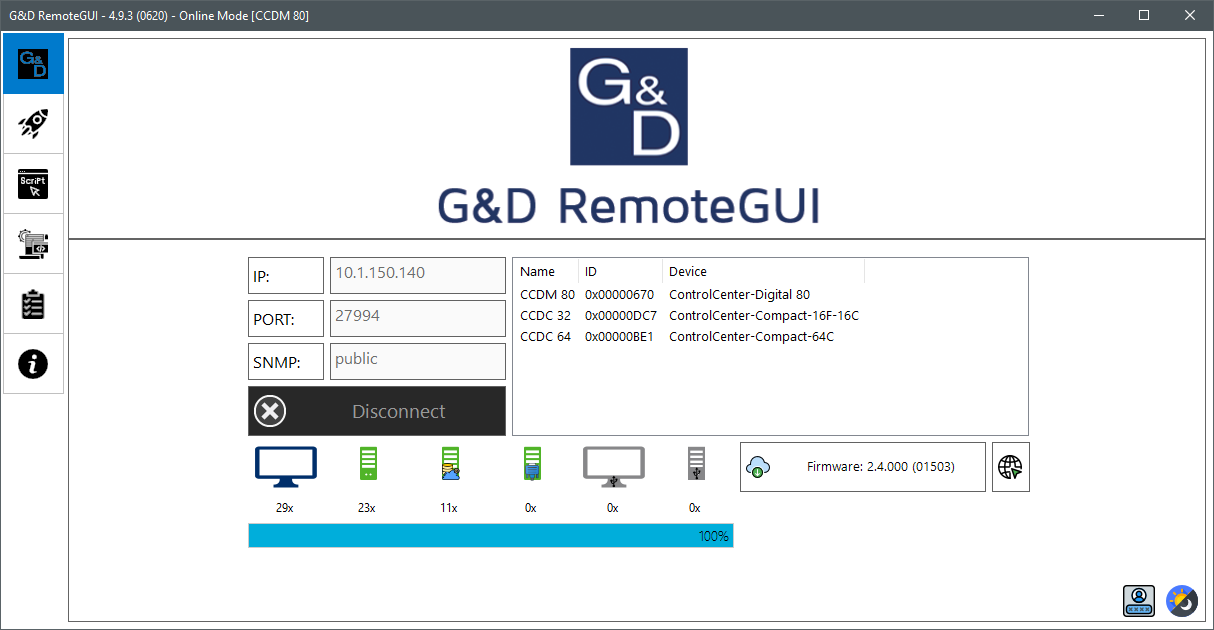 G&D RemoteGUI - 4.9.3 (0620) - Online Mode [CCDM 80]
G&
D
G&
D
ScriPt
G&D RemoteGUI
IP: 10.1.150.140
PORT: 27994
SNMP: public
Disconnect
Name ID Device
CCDM 80 0x00000670 ControlCenter-Digital 80
CCDC 32 0x00000DC7 ControlCenter-Compact-16F-16C
CCDC 64 0x00000BE1 ControlCenter-Compact-64C
29x 23x 11x 0x 0x 0x
Firmware: 2.4.000 (01503)
100%